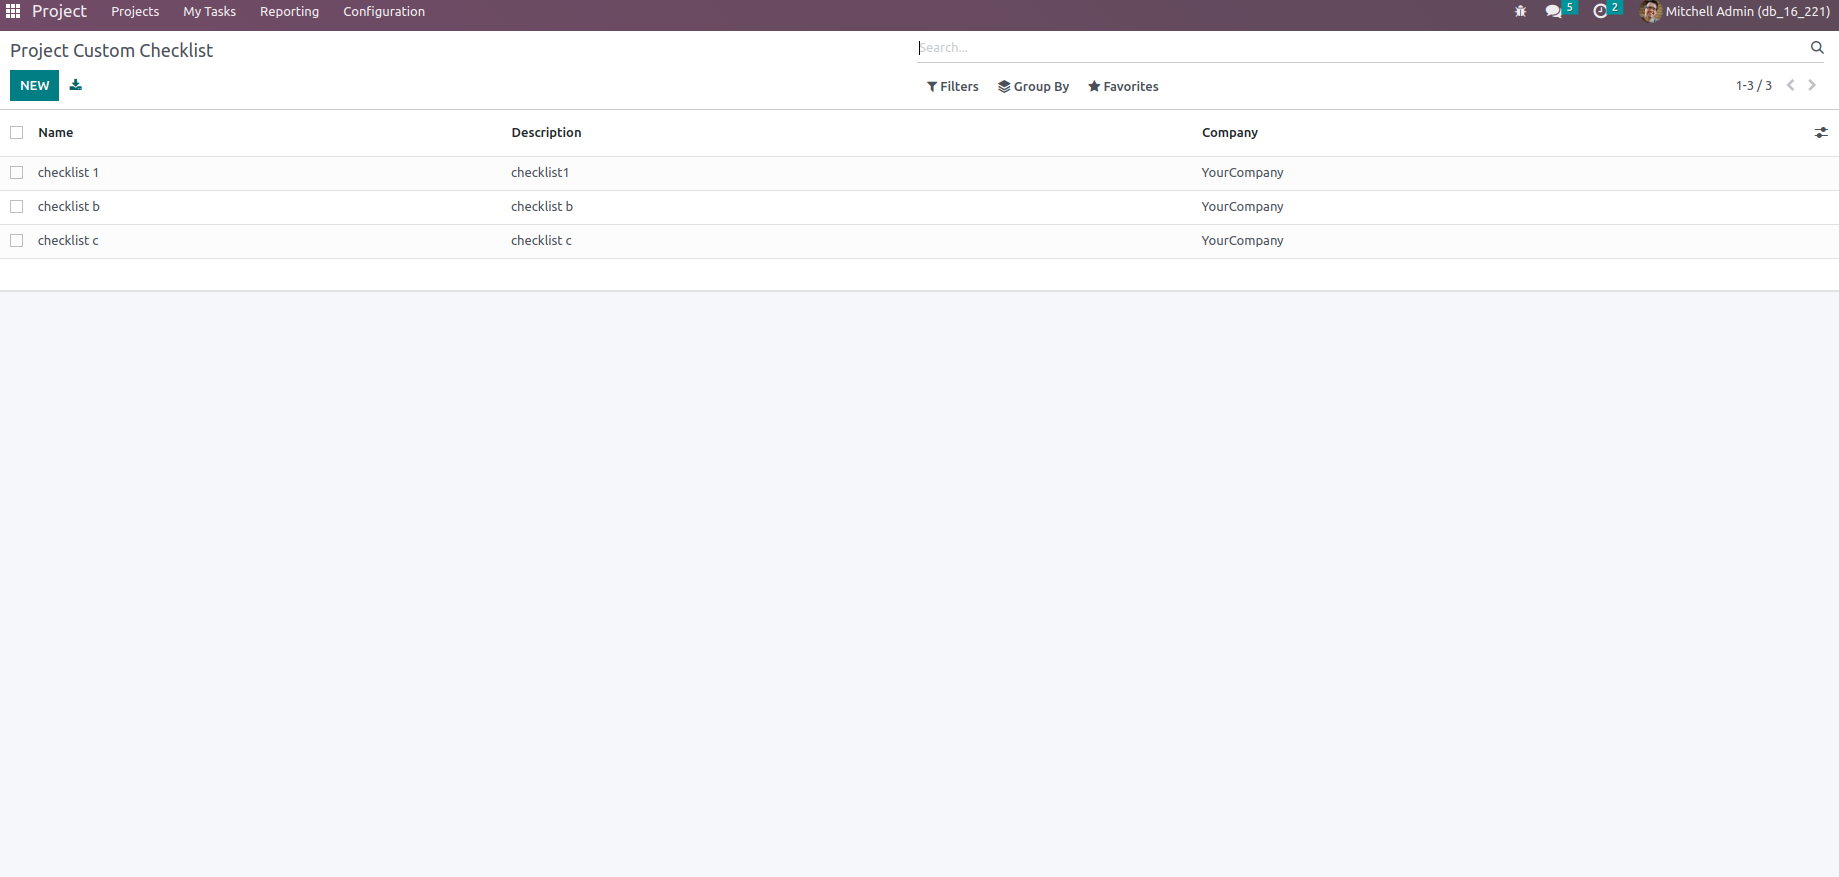 Project Projects My Tasks Reporting Configuration 5 2 Mitchell Admin (db_16_221)
Project Custom Checklist Search...
NEW Filters Group By Favorites 1-3 / 3
Name Description Company
checklist 1 checklist1 YourCompany
checklist b checklist b YourCompany
checklist c checklist c YourCompany